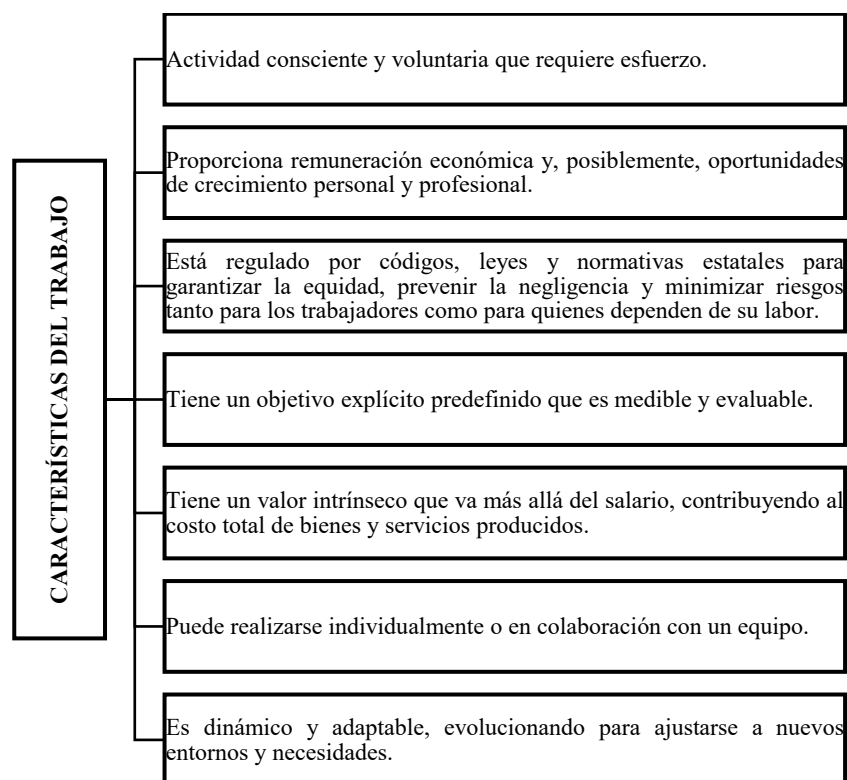 CARACTERÍSTICAS DEL TRABAJO
Actividad consciente y voluntaria que requiere esfuerzo.
Proporciona remuneración económica y, posiblemente, oportunidades
de crecimiento personal y profesional.
Está regulado por códigos, leyes y normativas estatales para
garantizar la equidad, prevenir la negligencia y minimizar riesgos
tanto para los trabajadores como para quienes dependen de su labor.
Tiene un objetivo explícito predefinido que es medible y evaluable.
Tiene un valor intrínseco que va más allá del salario, contribuyendo al
costo total de bienes y servicios producidos.
Puede realizarse individualmente o en colaboración con un equipo.
Es dinámico y adaptable, evolucionando para ajustarse a nuevos
entornos y necesidades.